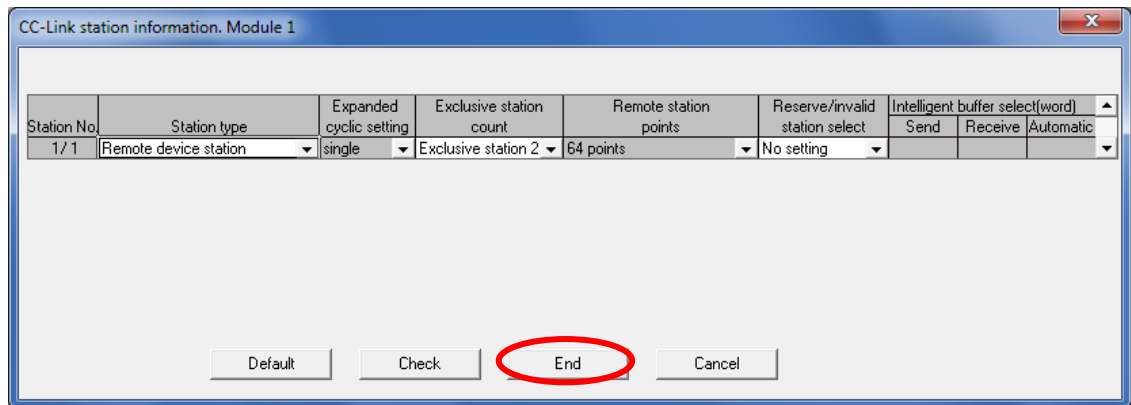 CC-Link station information. Module 1
Expanded Exclusive station Remote station Reserve/invalid Intelligent buffer select(word)
Station No. Station type cyclic setting count points station select Send Receive Automatic
1/1 Remote device station single Exclusive station 2 64 points No setting
Default Check End Cancel